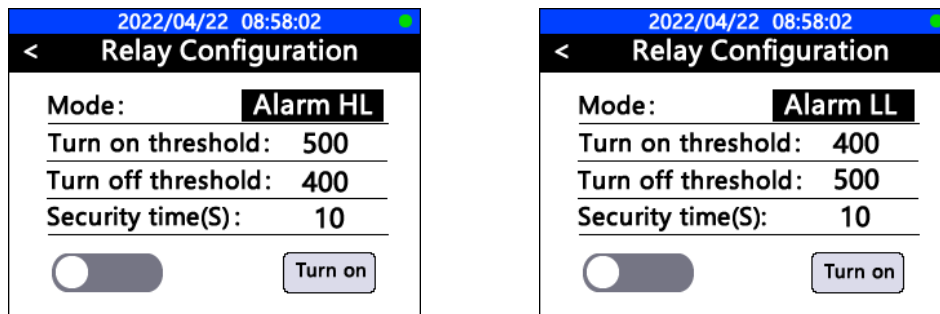 2022/04/22 08:58:02
< Relay Configuration
Mode: Alarm HL
Turn on threshold: 500
Turn off threshold: 400
Security time(S): 10
Turn on
2022/04/22 08:58:02
< Relay Configuration
Mode: Alarm LL
Turn on threshold: 400
Turn off threshold: 500
Security time(S): 10
Turn on